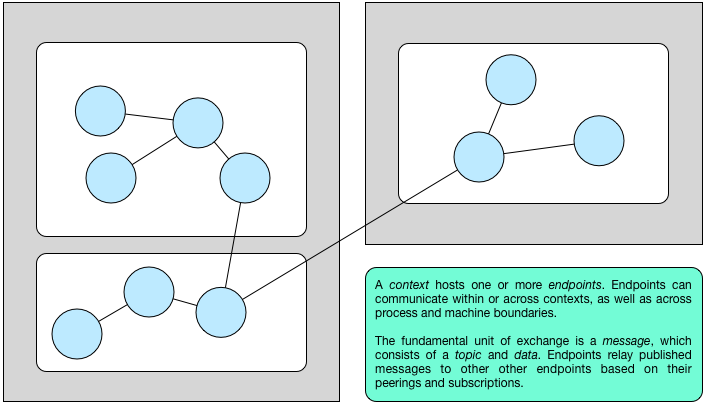 A context hosts one or more endpoints. Endpoints can
communicate within or across contexts, as well as across
process and machine boundaries.
The fundamental unit of exchange is a message, which
consists of a topic and data. Endpoints relay published
messages to other other endpoints based on their
peerings and subscriptions.